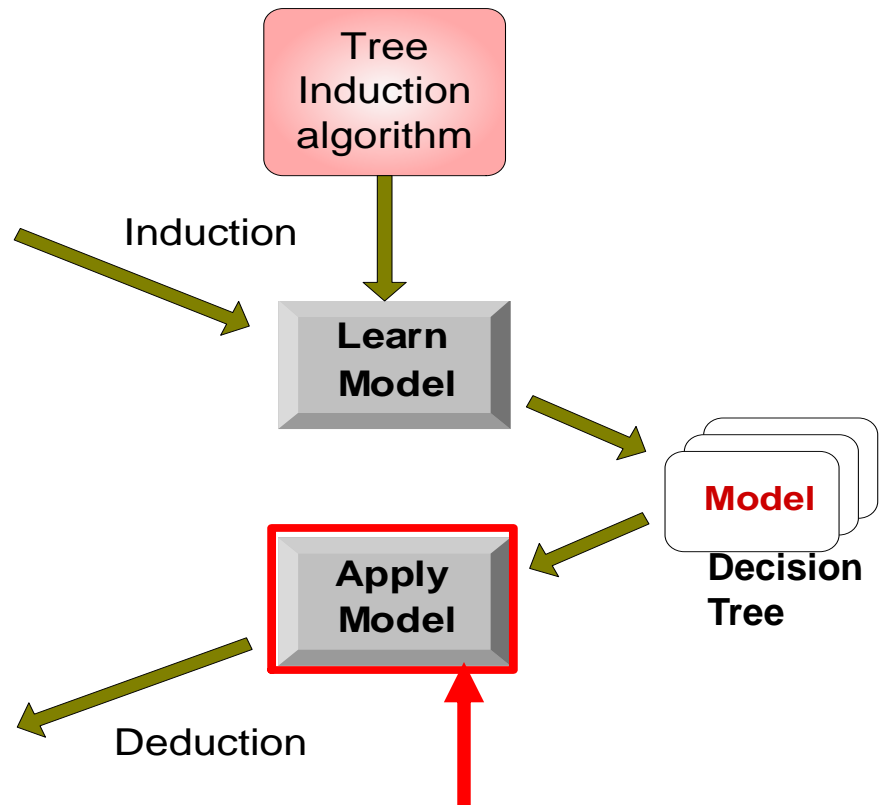 Tree
Induction
algorithm
Induction
Learn
Model
Model
Decision
Tree
Apply
Model
Deduction